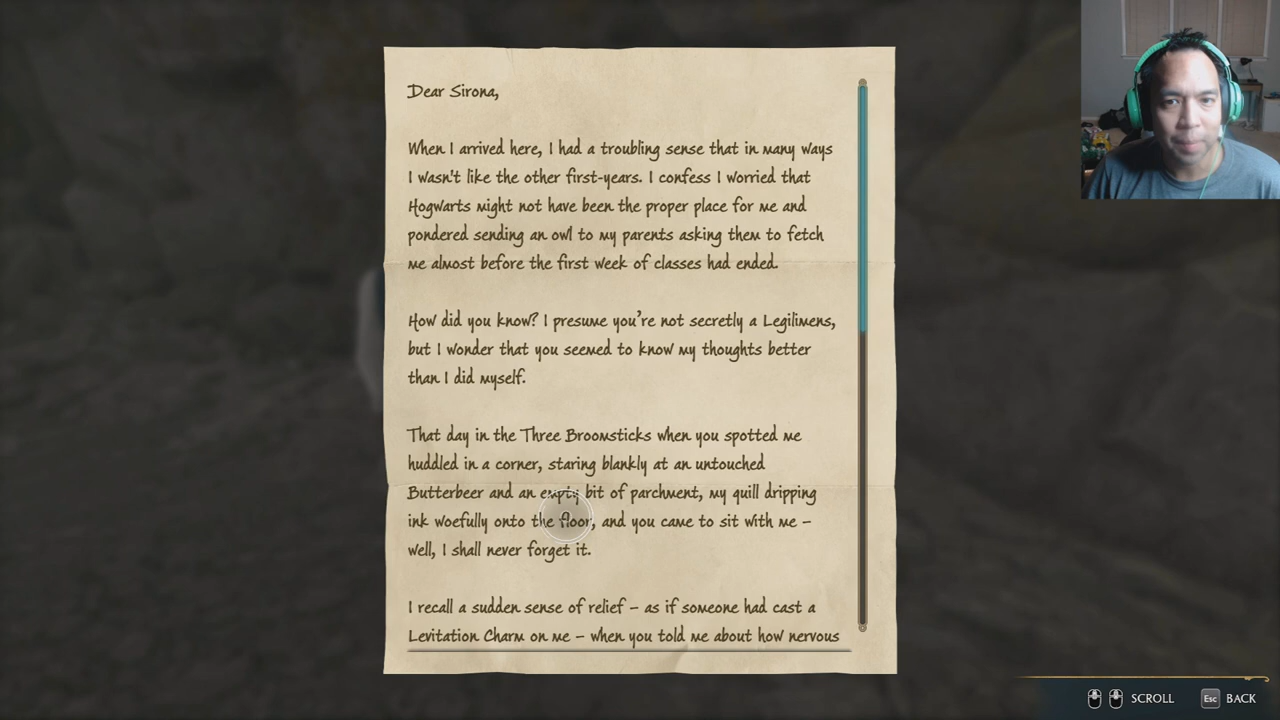 Dear Sirona,
When I arrived here, I had a troubling sense that in many ways
I wasn't like the other first-years. I confess I worried that
Hogwarts might not have been the proper place for me and
pondered sending an owl to my parents asking them to fetch
me almost before the first week of classes had ended.
How did you know? I presume you're not secretly a Legilimens,
but I wonder that you seemed to know my thoughts better
than I did myself.
That day in the Three Broomsticks when you spotted me
huddled in a corner, staring blankly at an untouched
Butterbeer and an empty bit of parchment, my quill dripping
ink woefully onto the floor, and you came to sit with me –
well, I shall never forget it.
I recall a sudden sense of relief – as if someone had cast a
Levitation Charm on me – when you told me about how nervous
SCROLL
Esc BACK